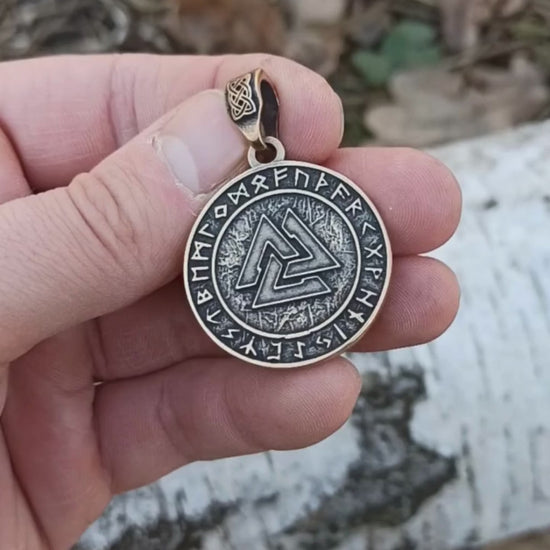 ᚠᚢᚦᚨᚱᚲᚷᚹᚺᚾᛁᛃᛇᛈᛉᛊᛏᛒᛖᛗᛚᛜᛞᛟ